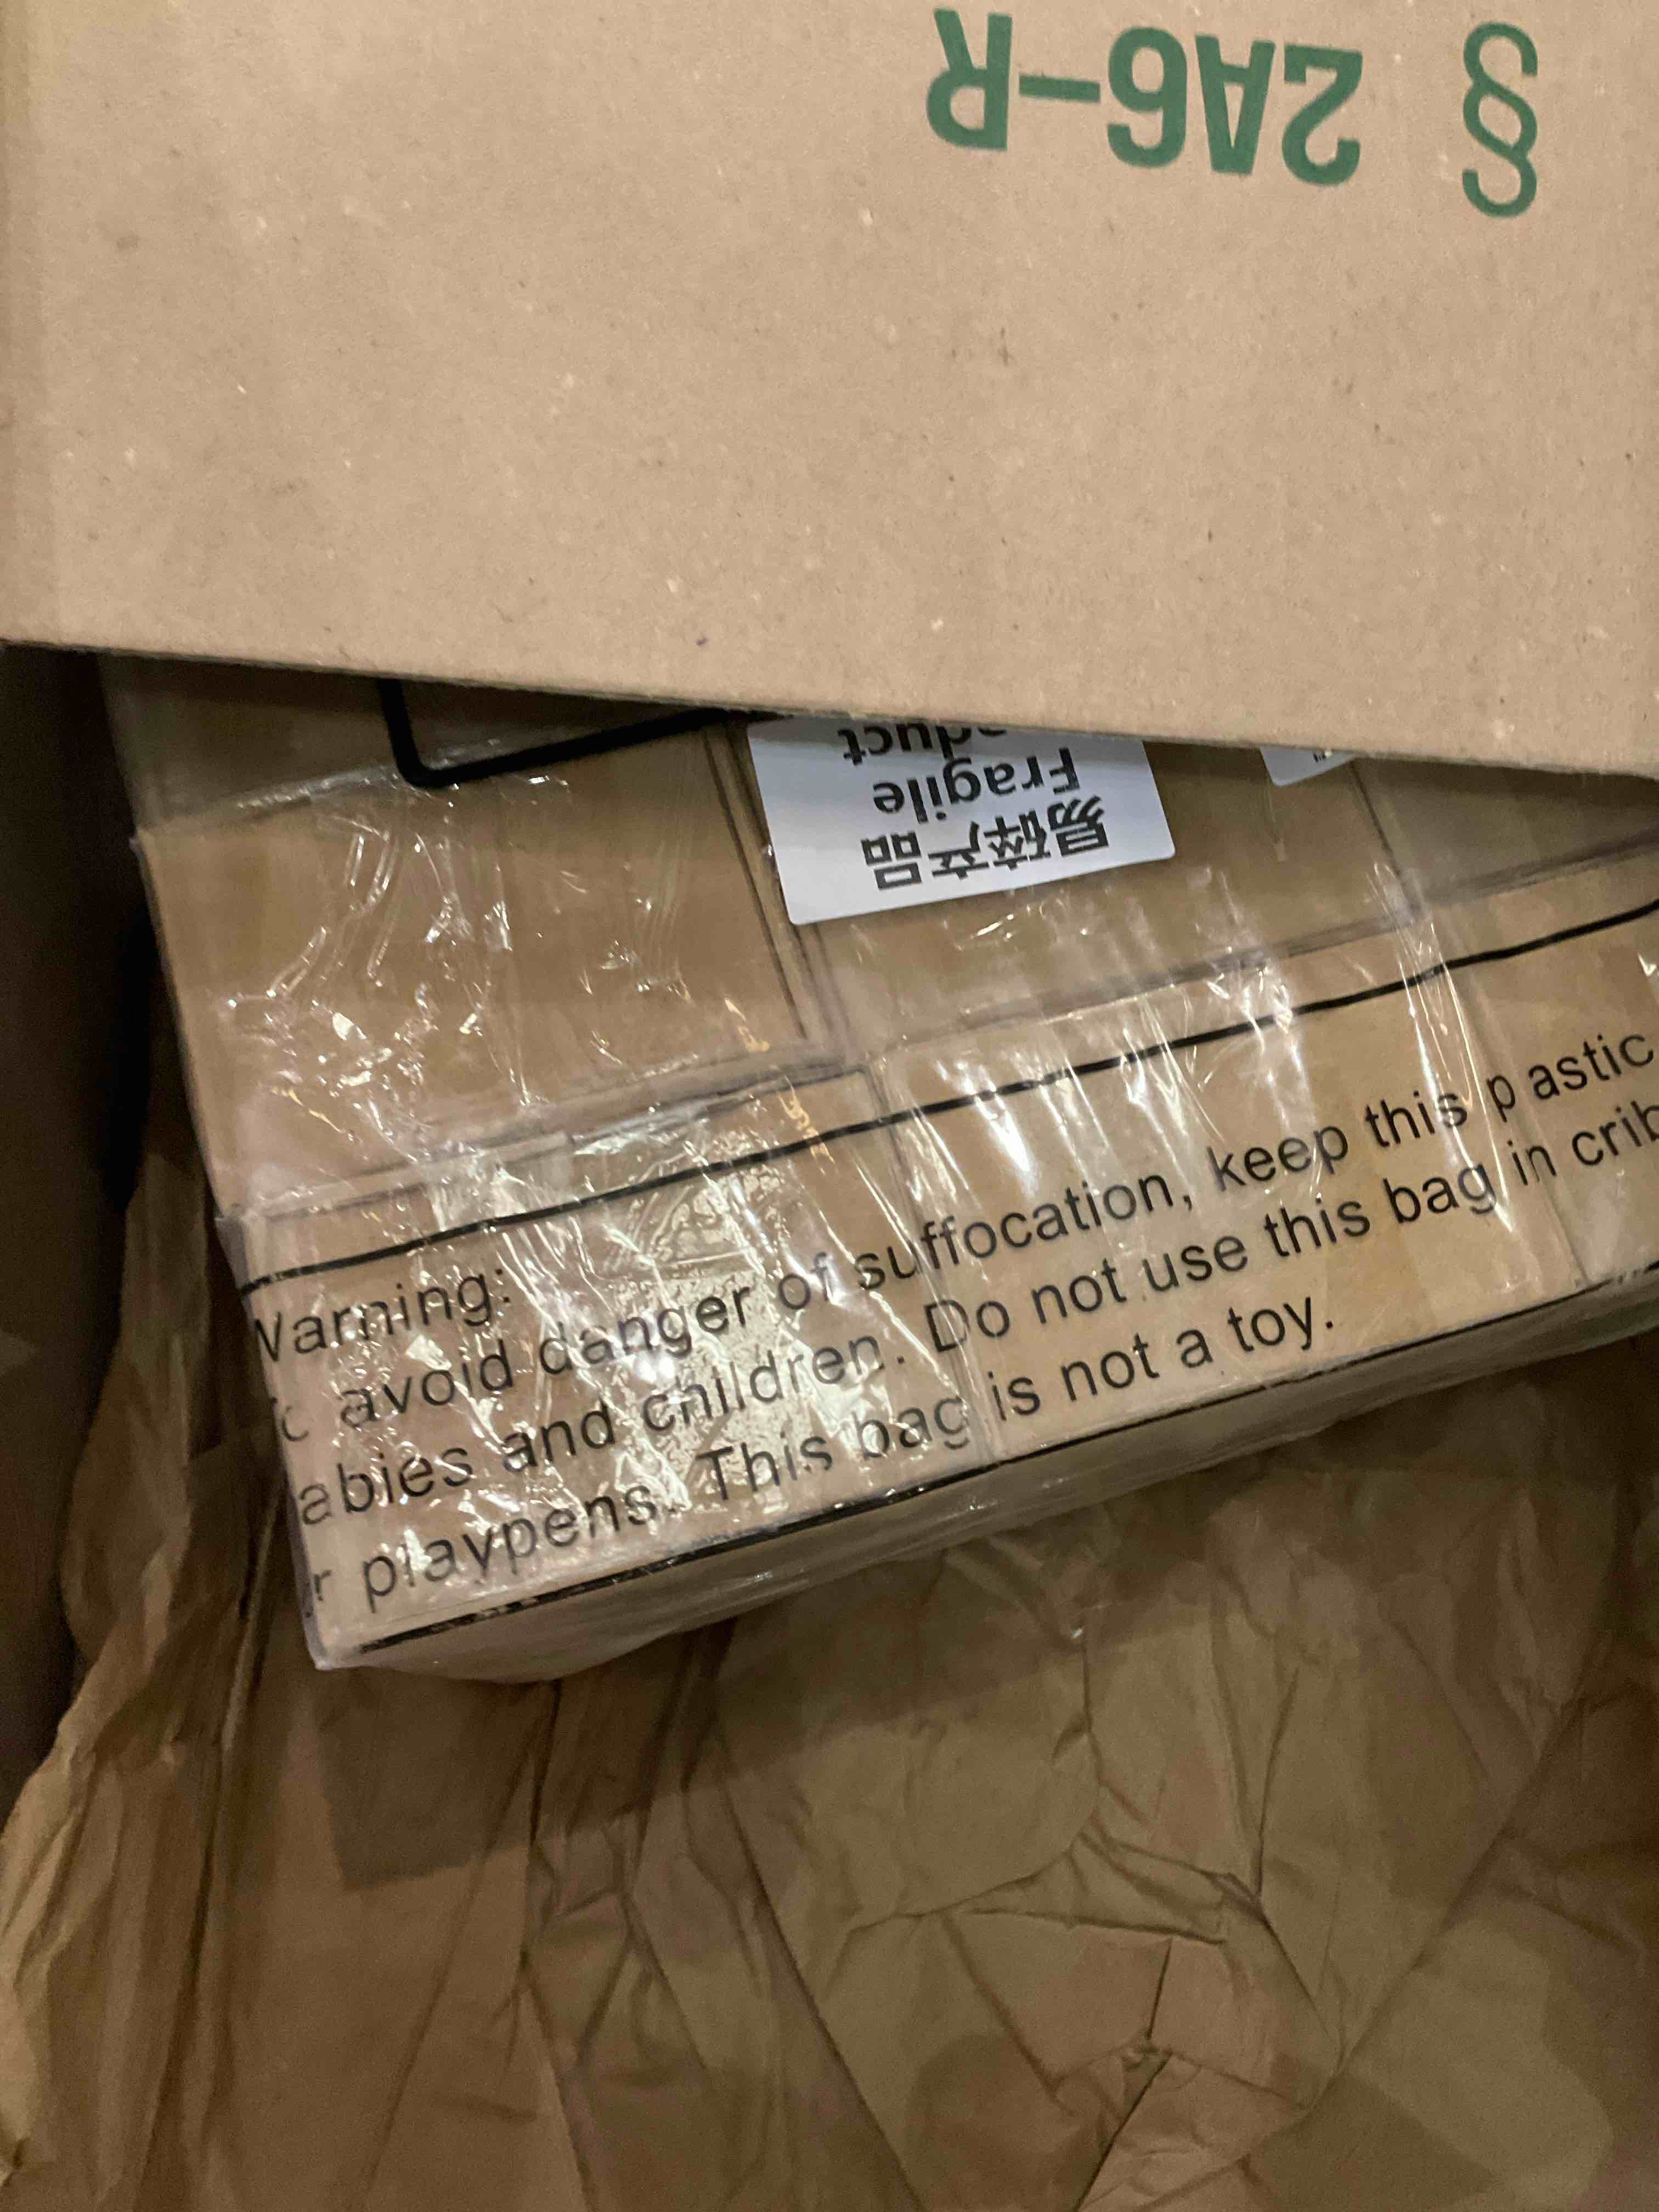 § 2A6-R
易碎产品
Fragile
Warning:
avoid danger of suffocation, keep this plastic
abies and children. Do not use this bag in crib
r playpens. This bag is not a toy.